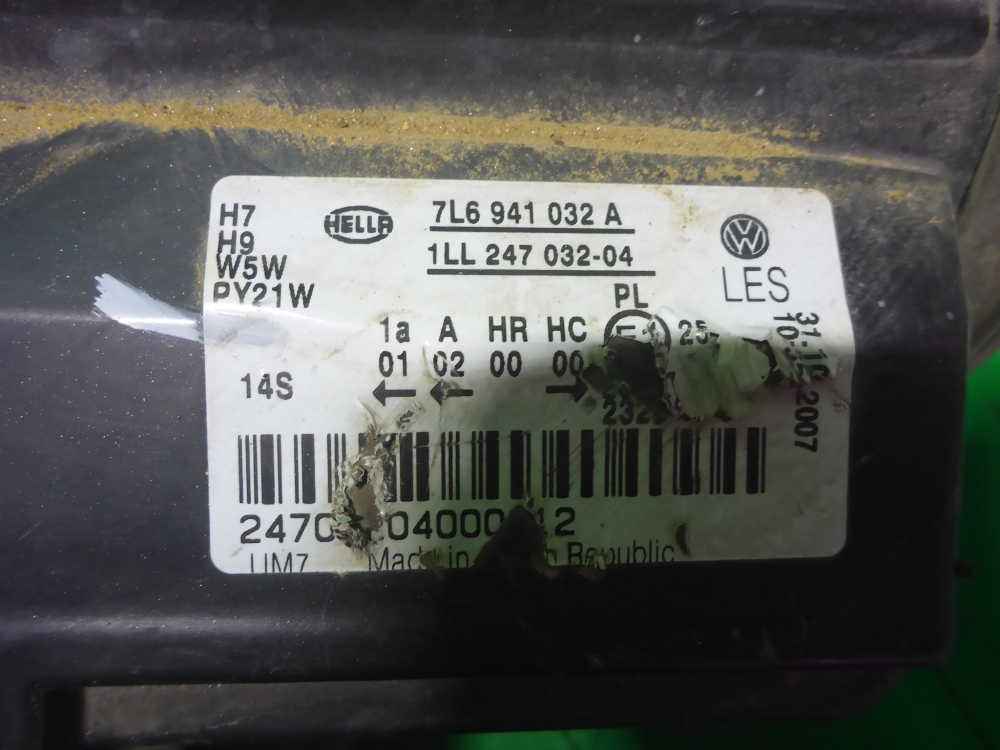 H7
H9
W5W
PY21W
HELLA
7L6 941 032 A
1LL 247 032-04
LES
PL
1a A HR HC
01 02 00 00
14S
UM7 Made in Republic